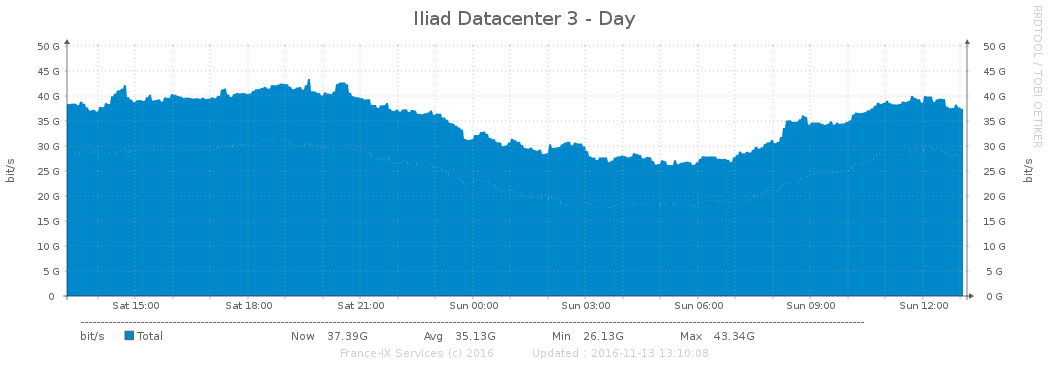 Iliad Datacenter 3 - Day
RRDTOOL / TOBI OETIKER
50 G 50 G
45 G 45 G
40 G 40 G
35 G 35 G
30 G 30 G
25 G 25 G
20 G 20 G
15 G 15 G
10 G 10 G
5 G 5 G
0 0 G
bit/s
bit/s
Sat 15:00 Sat 18:00 Sat 21:00 Sun 00:00 Sun 03:00 Sun 06:00 Sun 09:00 Sun 12:00
bit/s Total Now 37.39G Avg 35.13G Min 26.13G Max 43.34G
France-IX Services (c) 2016 Updated : 2016-11-13 13:10:08